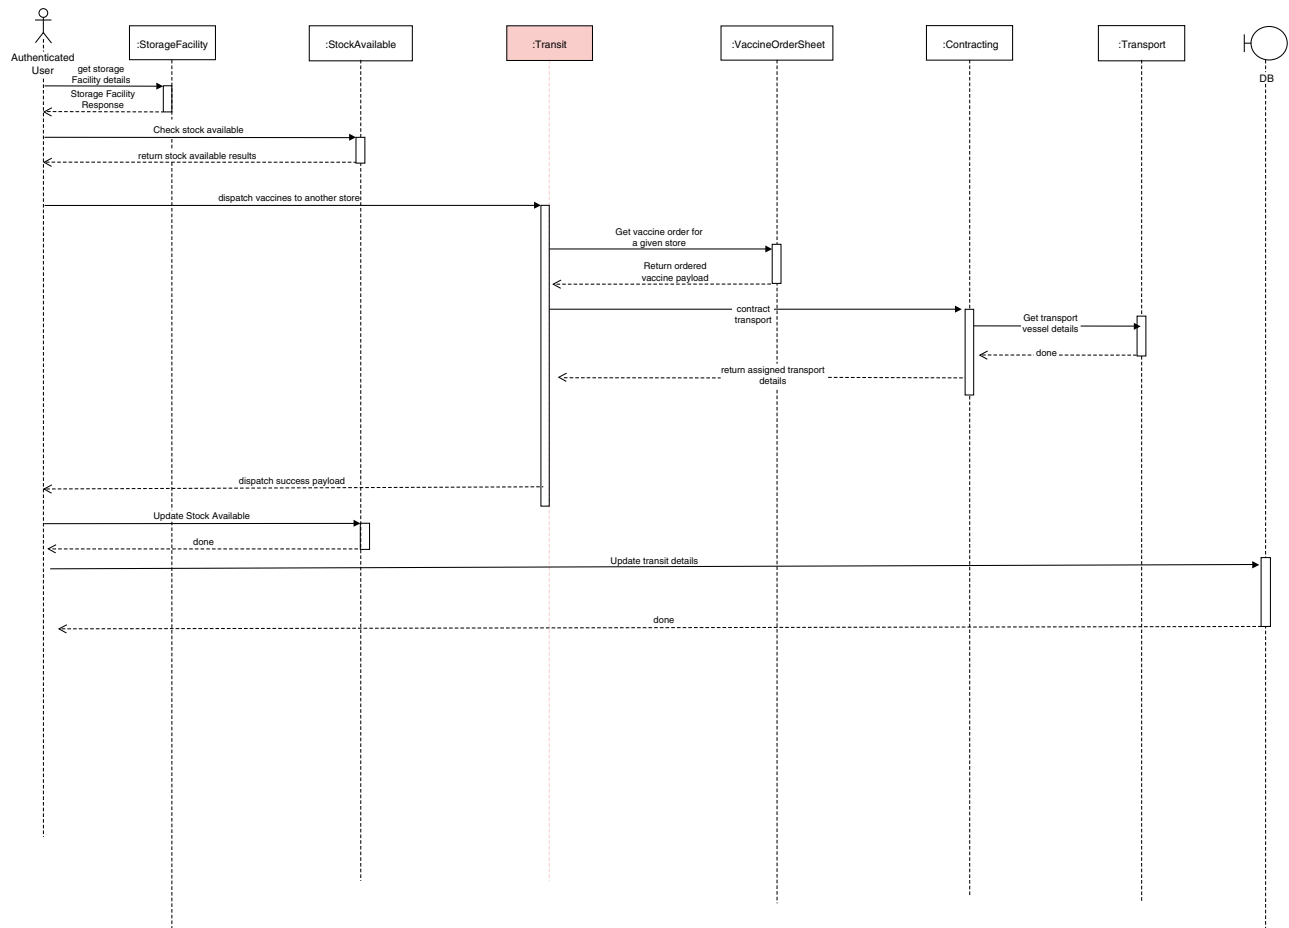 :StorageFacility
:StockAvailable
:Transit
:VaccineOrderSheet
:Contracting
:Transport
Authenticated
User
DB
get storage
Facility details
Storage Facility
Response
Check stock available
return stock available results
dispatch vaccines to another store
Get vaccine order for
a given store
Return ordered
vaccine payload
contract
transport
Get transport
vessel details
done
return assigned transport
details
dispatch success payload
Update Stock Available
done
Update transit details
done